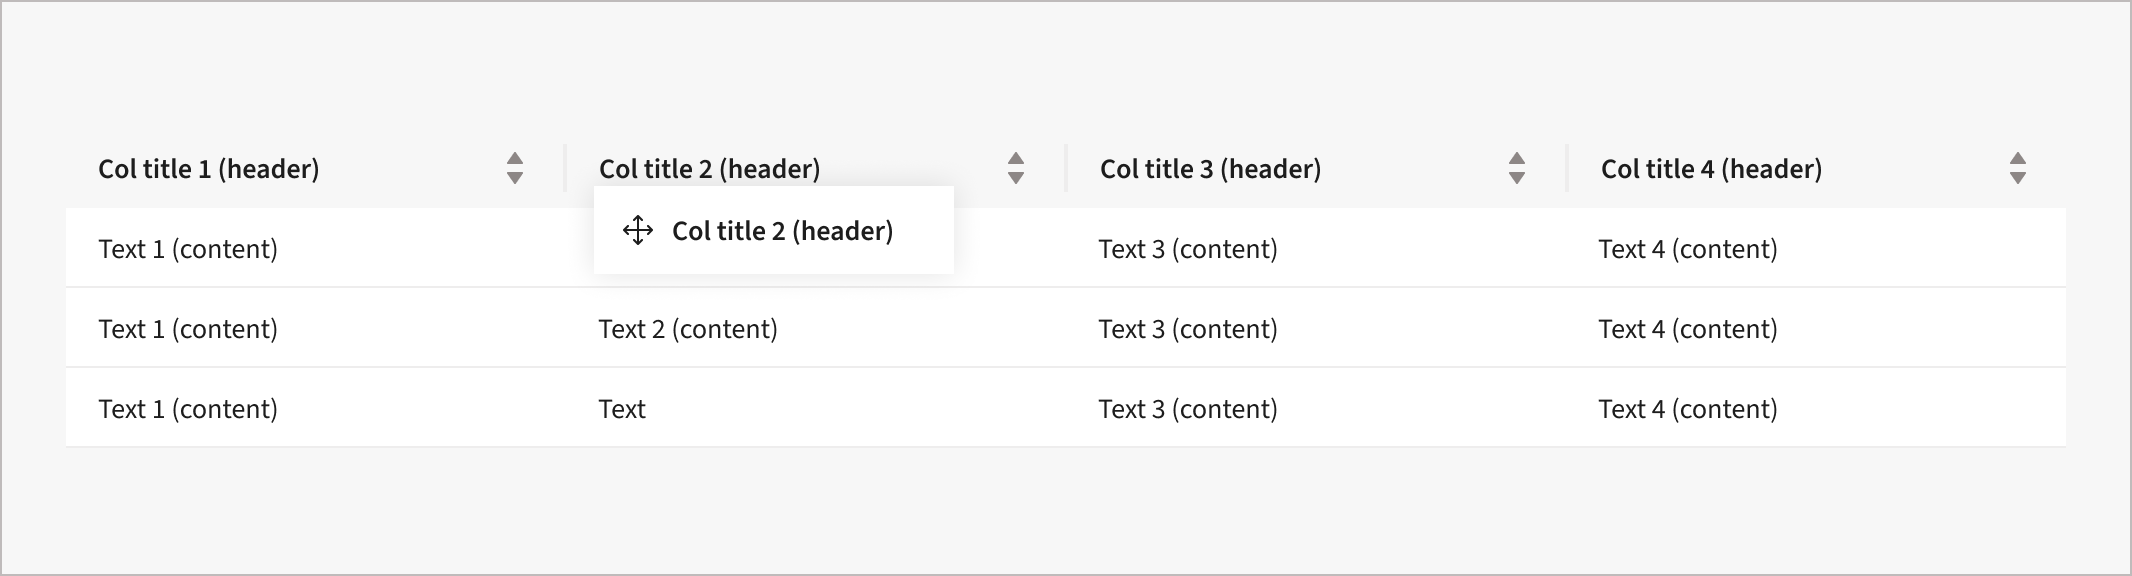 Col title 1 (header) Col title 2 (header) Col title 3 (header) Col title 4 (header)
Col title 2 (header)
Text 1 (content) Text 3 (content) Text 4 (content)
Text 1 (content) Text 2 (content) Text 3 (content) Text 4 (content)
Text 1 (content) Text Text 3 (content) Text 4 (content)